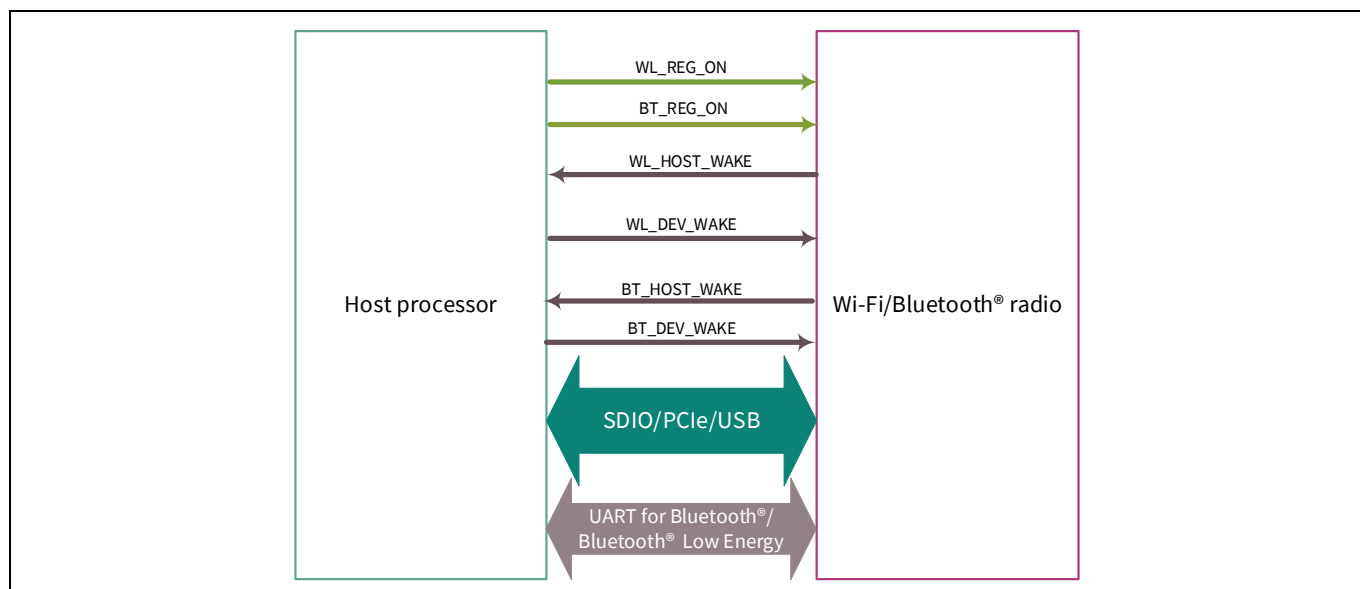 WL_REG_ON
BT_REG_ON
WL_HOST_WAKE
WL_DEV_WAKE
BT_HOST_WAKE
Host processor
Wi-Fi/Bluetooth® radio
BT_DEV_WAKE
SDIO/PCIe/USB
UART for Bluetooth®/
Bluetooth® Low Energy